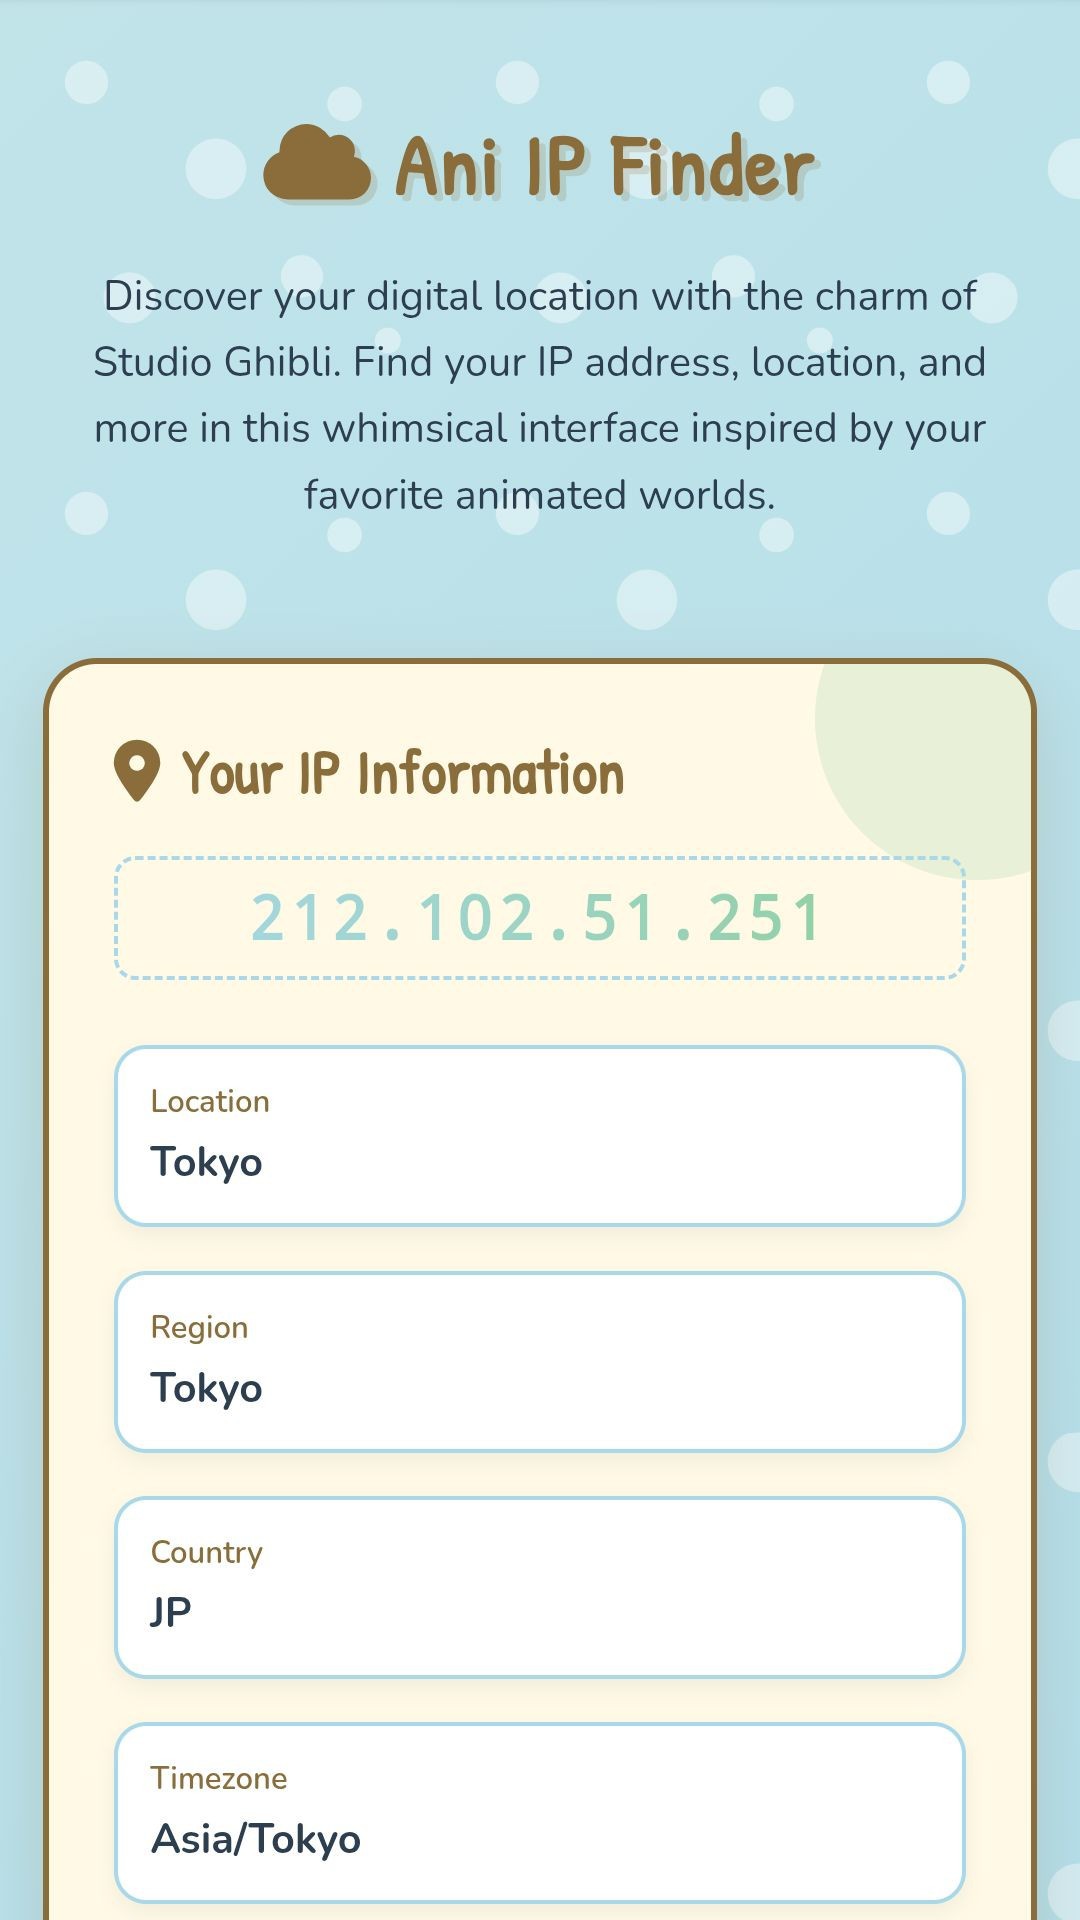 Ani IP Finder
Discover your digital location with the charm of
Studio Ghibli. Find your IP address, location, and
more in this whimsical interface inspired by your
favorite animated worlds.
Your IP Information
212.102.51.251
Location
Tokyo
Region
Tokyo
Country
JP
Timezone
Asia/Tokyo